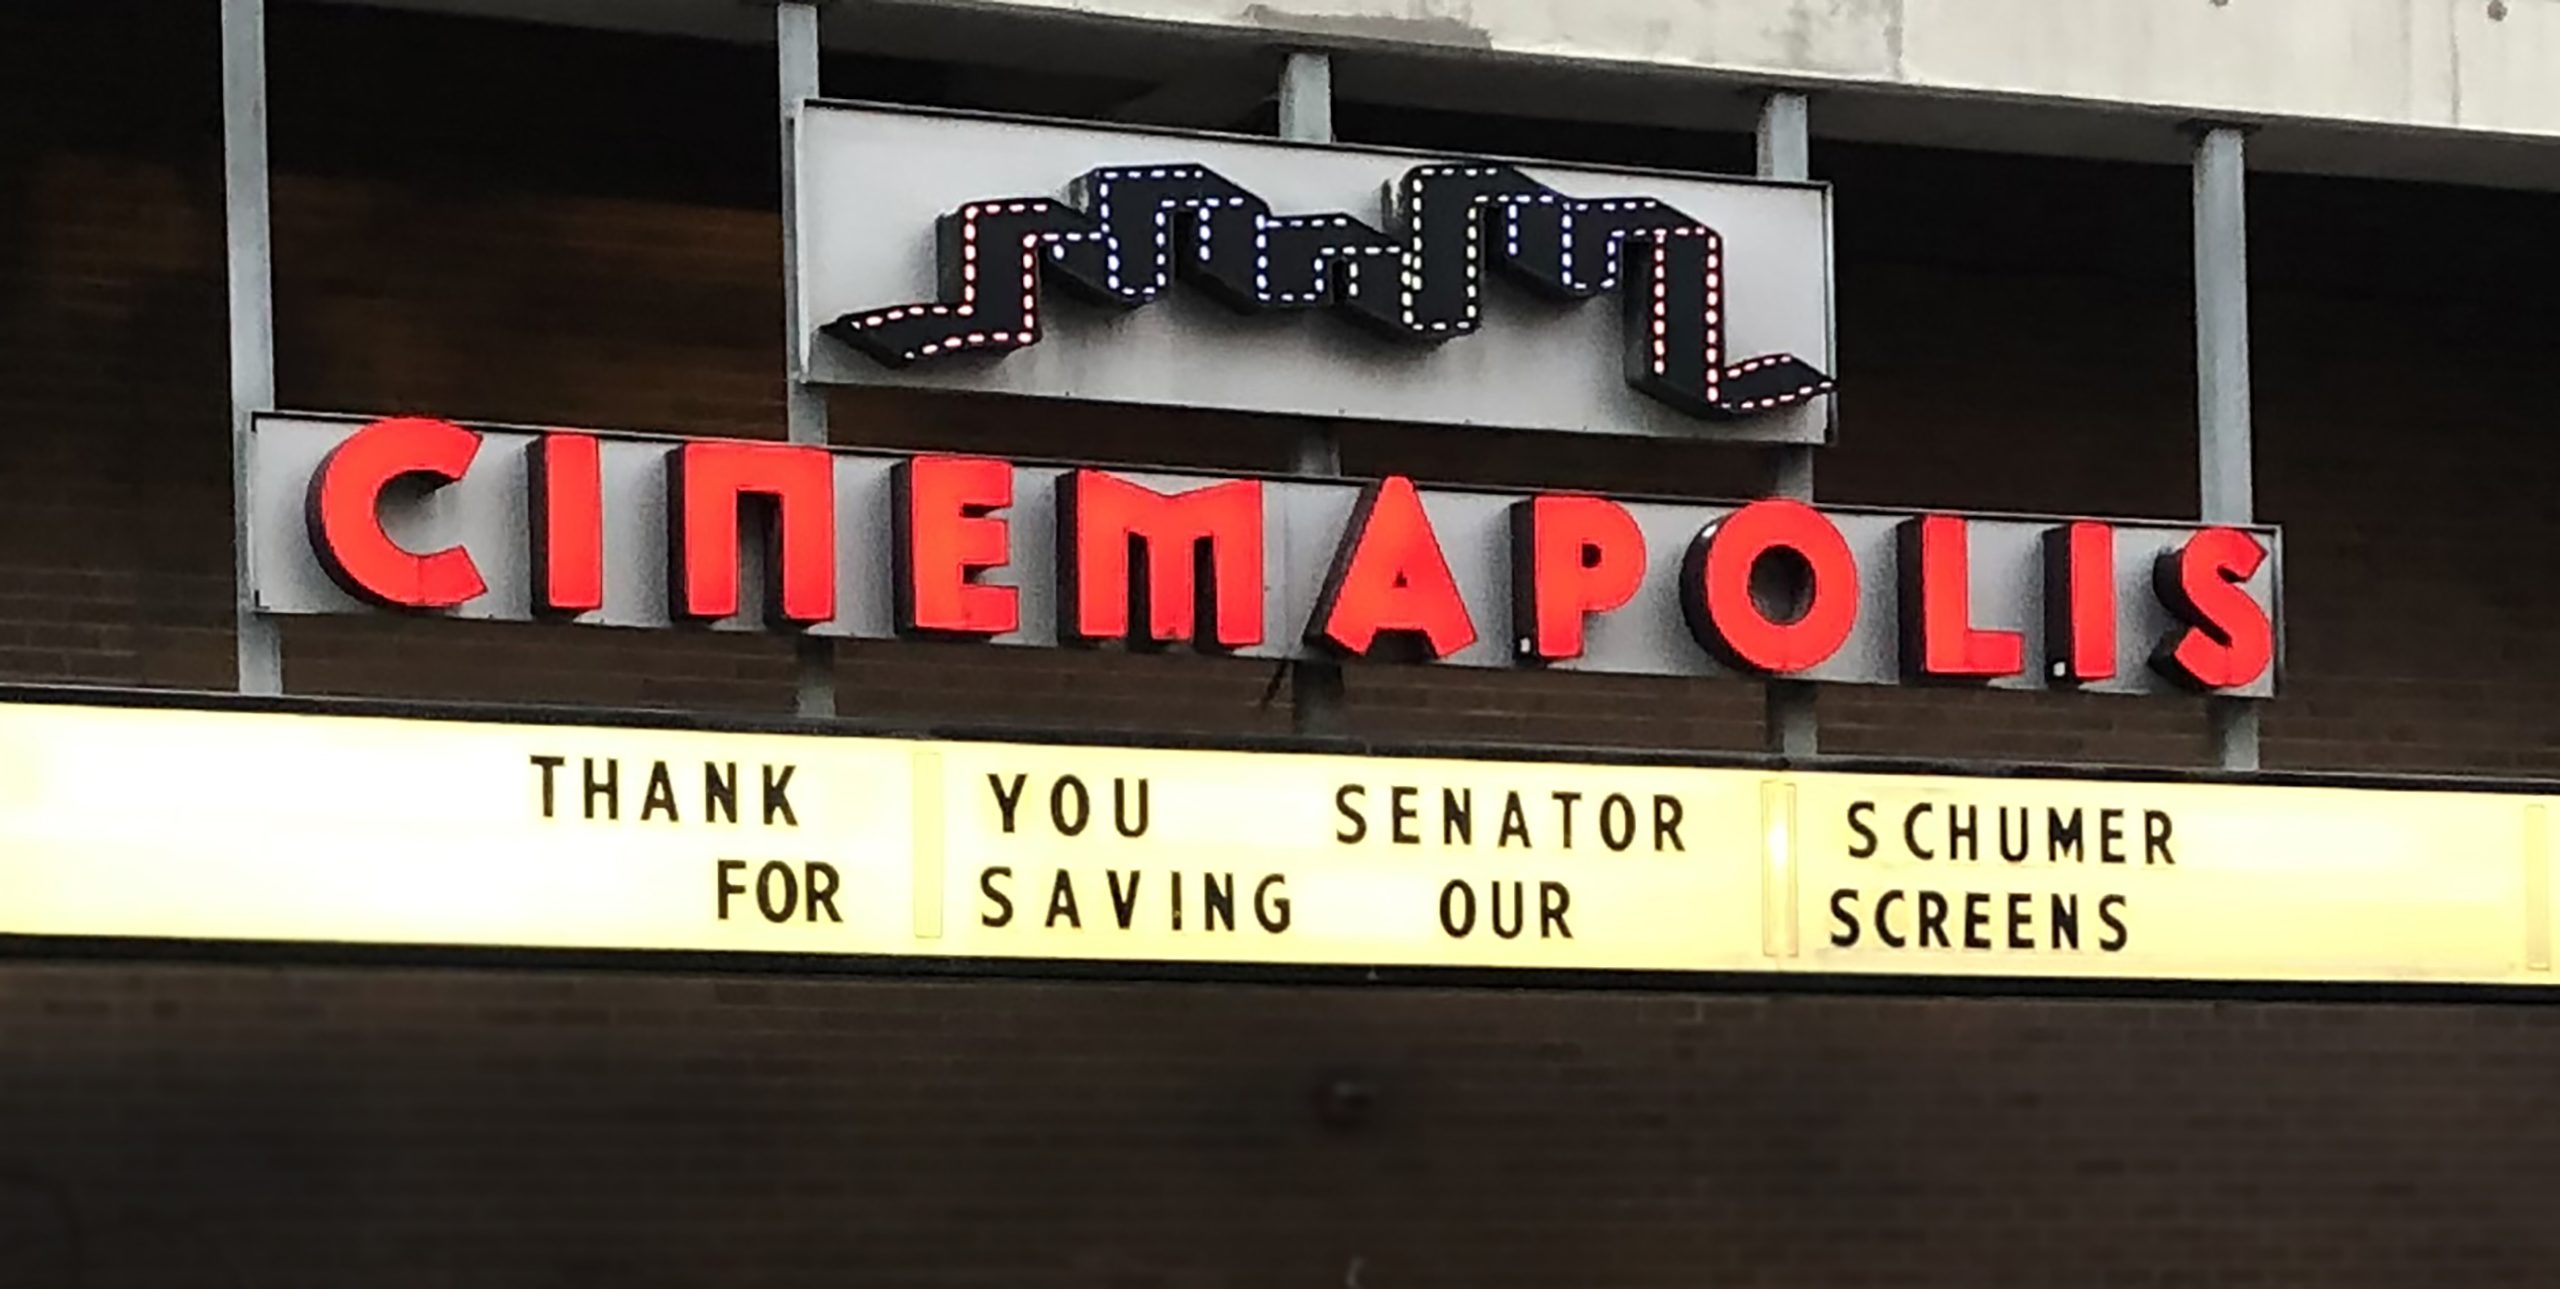 CINEMAPOLIS
THANK YOU SENATOR SCHUMER
FOR SAVING OUR SCREENS